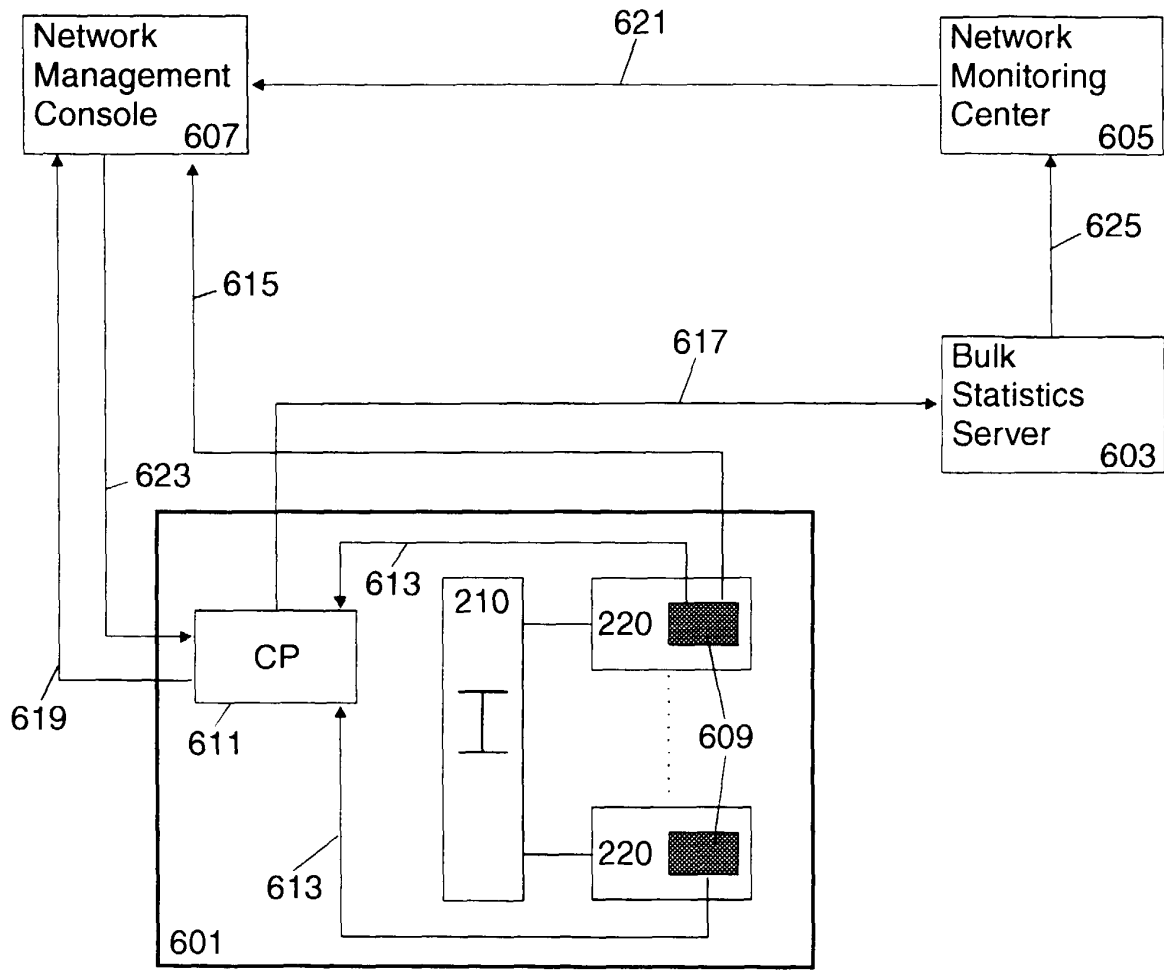 Network
Management
Console
607
621
Network
Monitoring
Center
605
625
615
617
Bulk
Statistics
Server
603
623
613
210
220
CP
I
609
619
611
220
613
601